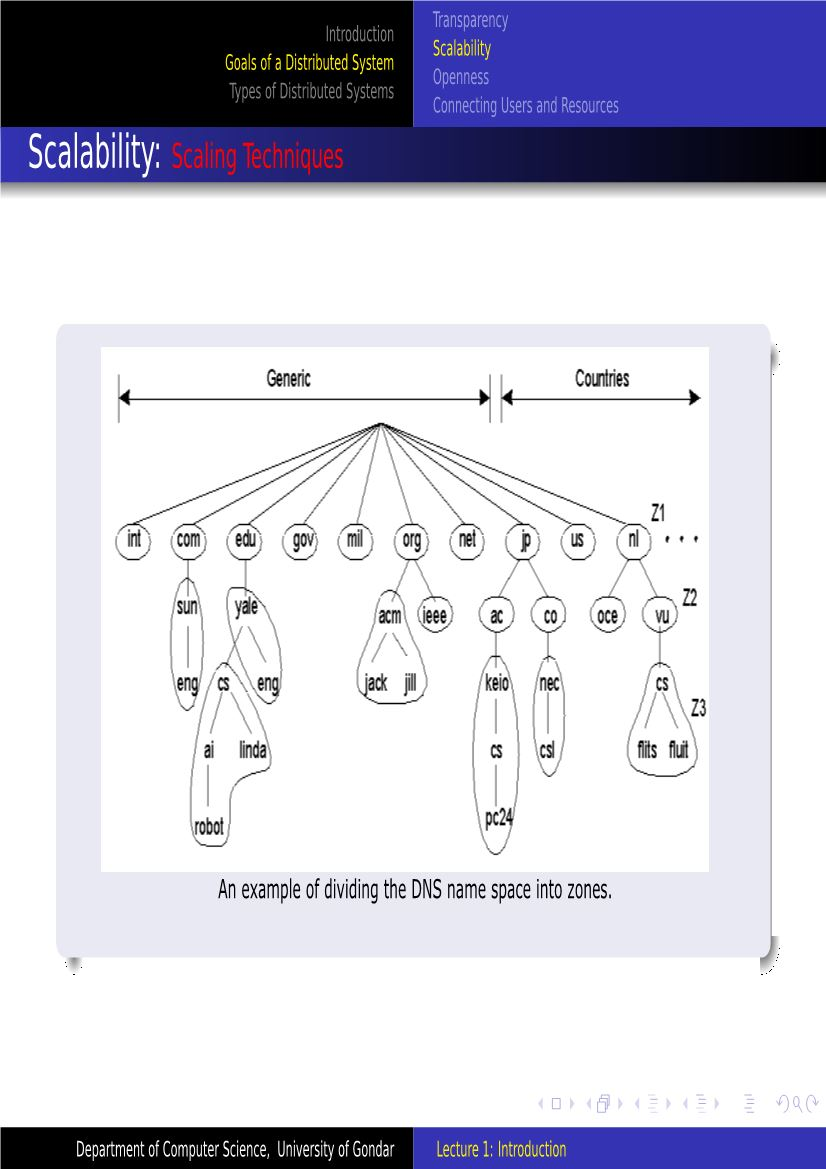 Introduction
Goals of a Distributed System
Types of Distributed Systems
Transparency
Scalability
Openness
Connecting Users and Resources
Scalability: Scaling Techniques
Generic Countries
Z1
int com edu gov mil org net jp us nl . . .
Z2
sun yale acm ieee ac co oce vu
eng cs eng jack jill keio nec cs
Z3
ai linda cs csl flits fluit
robot pc24
An example of dividing the DNS name space into zones.
Department of Computer Science, University of Gondar Lecture 1: Introduction